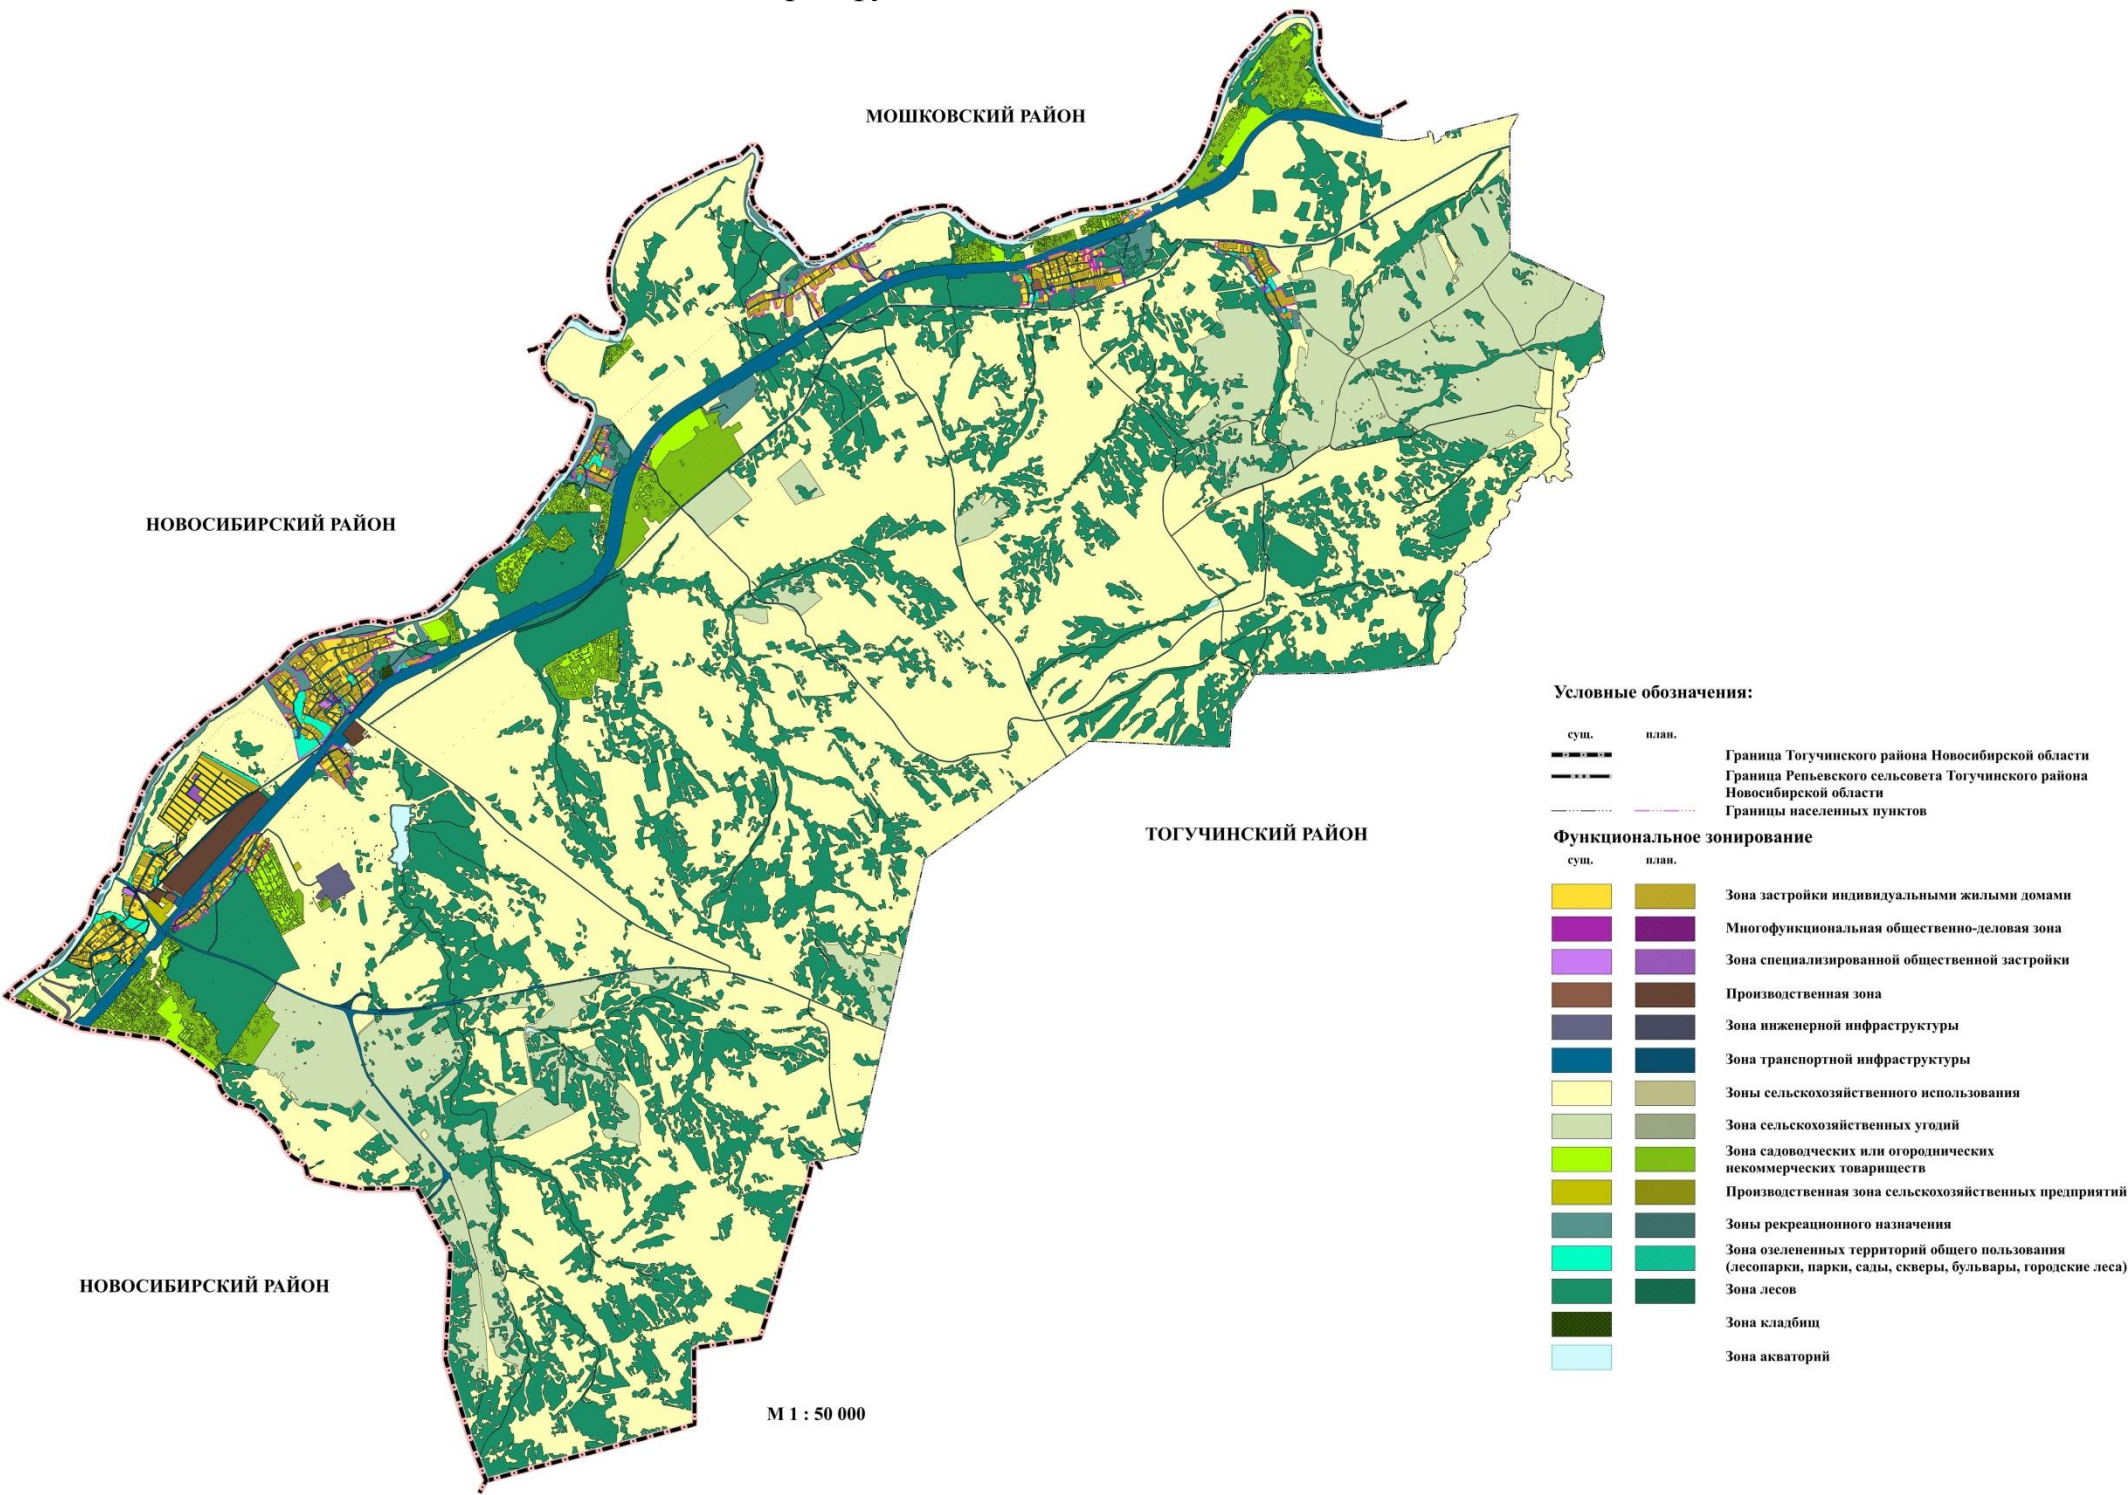 МОШКОВСКИЙ РАЙОН
НОВОСИБИРСКИЙ РАЙОН
ТОГУЧИНСКИЙ РАЙОН
НОВОСИБИРСКИЙ РАЙОН
М 1 : 50 000
Условные обозначения:
сущ. план.
Граница Тогучинского района Новосибирской области
Граница Репьевского сельсовета Тогучинского района
Новосибирской области
Границы населенных пунктов
Функциональное зонирование
сущ. план.
Зона застройки индивидуальными жилыми домами
Многофункциональная общественно-деловая зона
Зона специализированной общественной застройки
Производственная зона
Зона инженерной инфраструктуры
Зона транспортной инфраструктуры
Зоны сельскохозяйственного использования
Зона сельскохозяйственных угодий
Зона садоводческих или огороднических
некоммерческих товариществ
Производственная зона сельскохозяйственных предприятий
Зоны рекреационного назначения
Зона озелененных территорий общего пользования
(лесопарки, парки, сады, скверы, бульвары, городские леса)
Зона лесов
Зона кладбищ
Зона акваторий